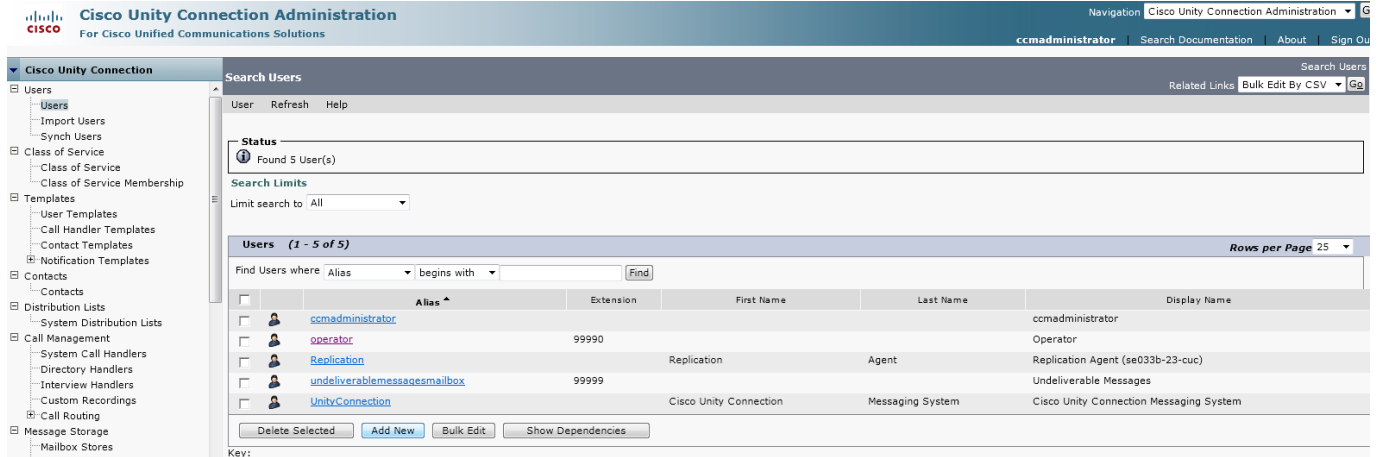 Cisco Unity Connection Administration
Navigation Cisco Unity Connection Administration G
CISCO For Cisco Unified Communications Solutions
ccmadministrator | Search Documentation | About | Sign Ou
Cisco Unity Connection
Users
Users
Import Users
Synch Users
Class of Service
Class of Service
Class of Service Membership
Templates
User Templates
Call Handler Templates
Contact Templates
Notification Templates
Contacts
Contacts
Distribution Lists
System Distribution Lists
Call Management
System Call Handlers
Directory Handlers
Interview Handlers
Custom Recordings
Call Routing
Message Storage
Mailbox Stores
Search Users
Search Users
Related Links Bulk Edit By CSV Go
User Refresh Help
Status
Found 5 User(s)
Search Limits
Limit search to All
Users (1 - 5 of 5)
Rows per Page 25
Find Users where Alias begins with Find
Alias Extension First Name Last Name Display Name
ccmadministrator ccmadministrator
operator 99990 Operator
Replication Replication Agent Replication Agent (se033b-23-cuc)
undeliverablemessagesmailbox 99999 Undeliverable Messages
UnityConnection Cisco Unity Connection Messaging System Cisco Unity Connection Messaging System
Delete Selected Add New Bulk Edit Show Dependencies
Key: